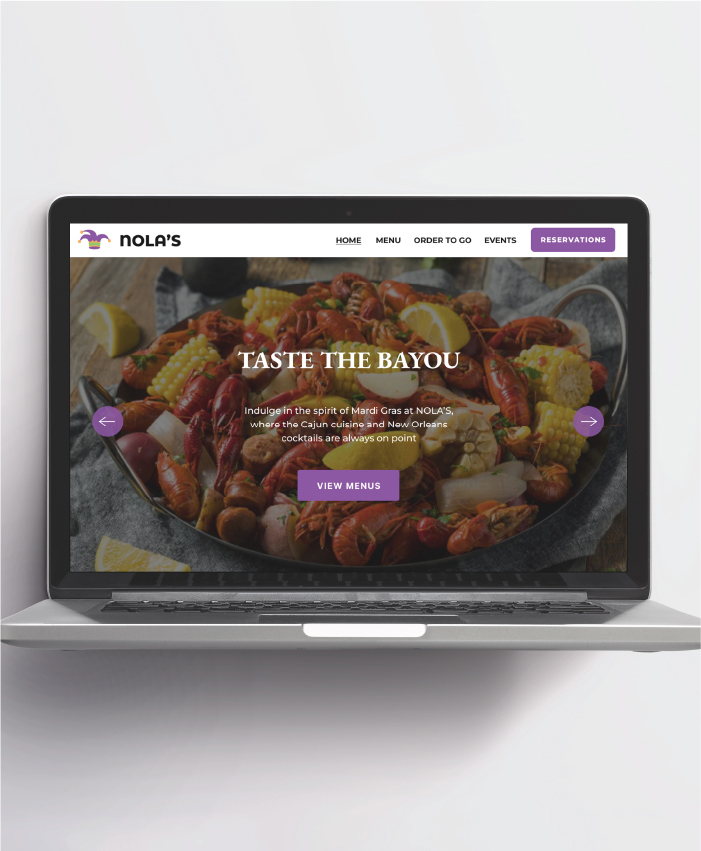 NOLA'S
HOME MENU ORDER TO GO EVENTS RESERVATIONS
TASTE THE BAYOU
Indulge in the spirit of Mardi Gras at NOLA'S,
where the Cajun cuisine and New Orleans
cocktails are always on point
VIEW MENUS